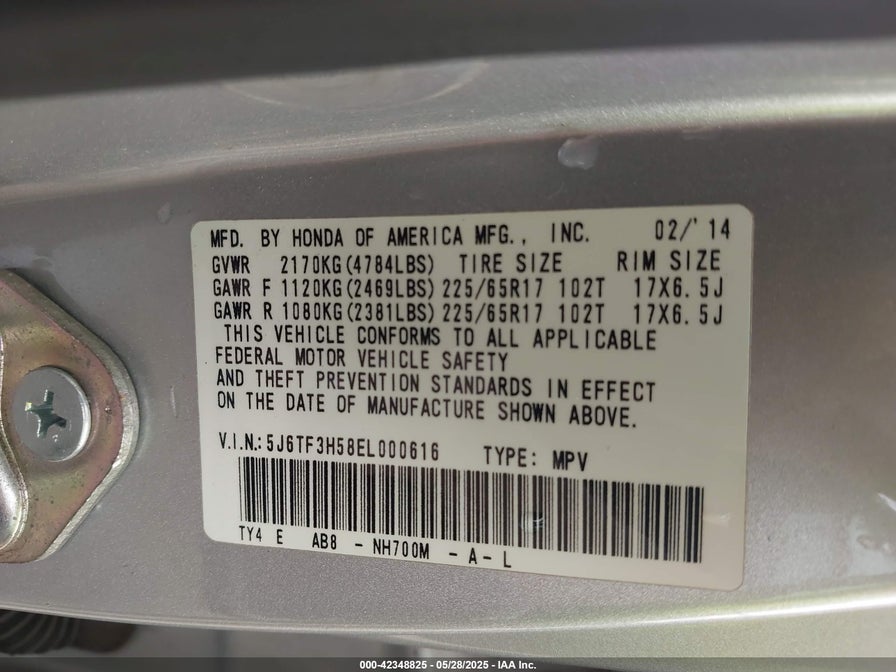 MFD. BY HONDA OF AMERICA MFG., INC. 02/'14
GVWR 2170KG(4784LBS) TIRE SIZE RIM SIZE
GAWR F 1120KG(2469LBS) 225/65R17 102T 17X6.5J
GAWR R 1080KG(2381LBS) 225/65R17 102T 17X6.5J
THIS VEHICLE CONFORMS TO ALL APPLICABLE
FEDERAL MOTOR VEHICLE SAFETY
AND THEFT PREVENTION STANDARDS IN EFFECT
ON THE DATE OF MANUFACTURE SHOWN ABOVE.
V.I.N.: 5J6TF3H58EL000616 TYPE: MPV
TY4 E AB8 - NH700M - A - L
000-42348825 - 05/28/2025 - IAA Inc.